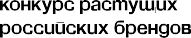 конкурс растущих
российских брендов